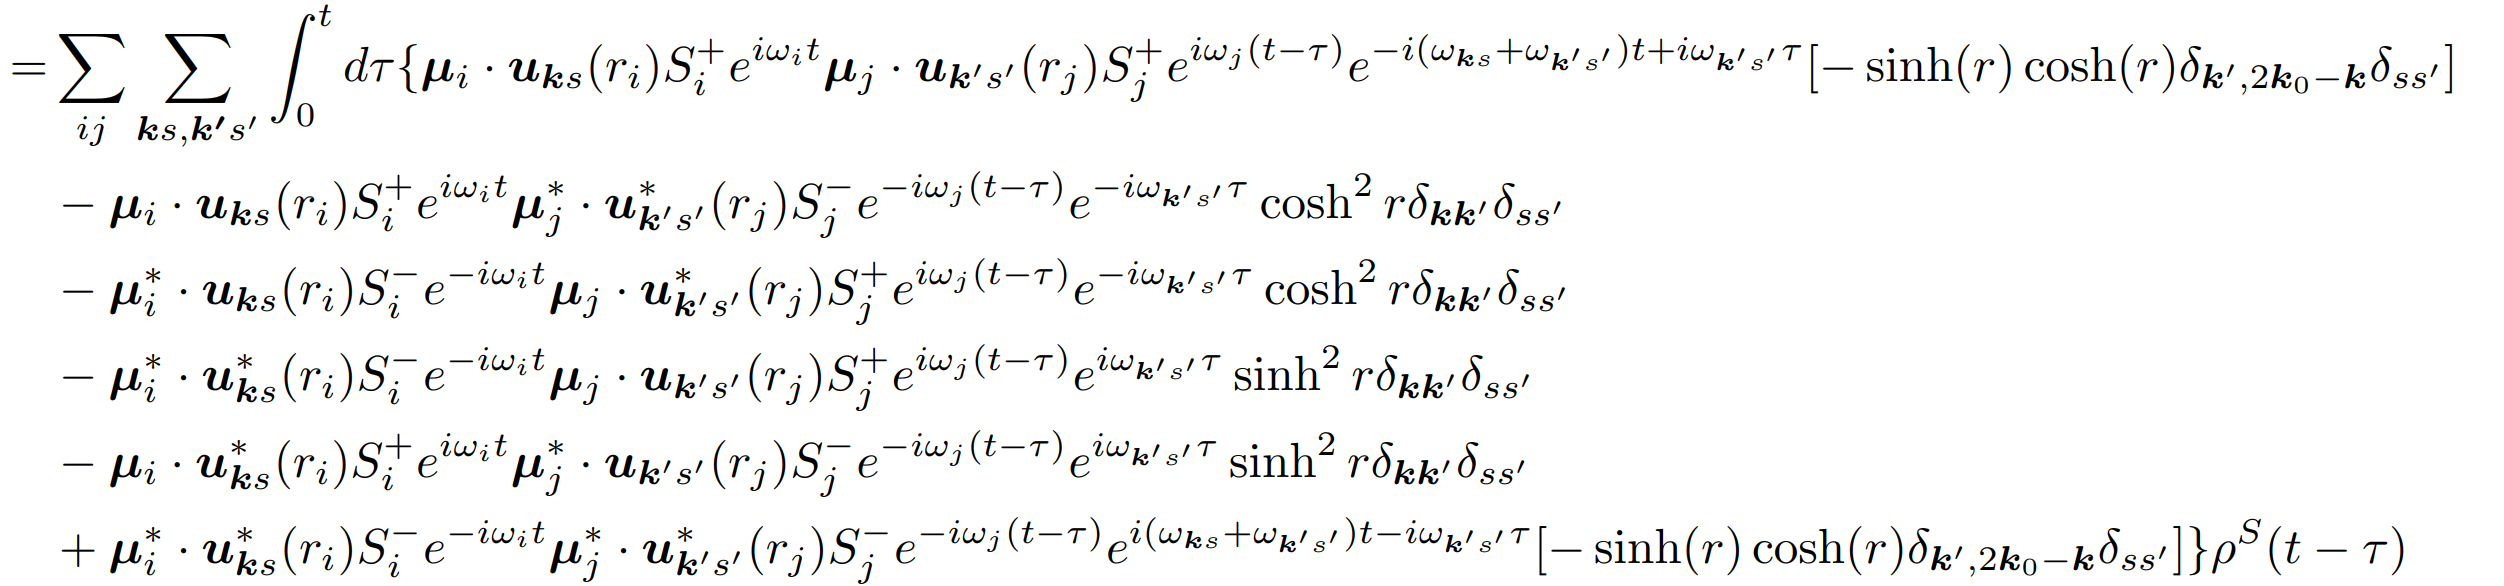 $= \sum_{ij} \sum_{\boldsymbol{k}s,\boldsymbol{k'}s'} \int_0^t d\tau \{ \boldsymbol{\mu}_i \cdot \boldsymbol{u}_{\boldsymbol{k}s}(r_i) S_i^+ e^{i\omega_i t} \boldsymbol{\mu}_j \cdot \boldsymbol{u}_{\boldsymbol{k}'s'}(r_j) S_j^+ e^{i\omega_j(t-\tau)} e^{-i(\omega_{\boldsymbol{k}s}+\omega_{\boldsymbol{k}'s'})t+i\omega_{\boldsymbol{k}'s'}\tau} [-\sinh(r)\cosh(r)\delta_{\boldsymbol{k}',2\boldsymbol{k}_0-\boldsymbol{k}}\delta_{ss'}]$
$- \boldsymbol{\mu}_i \cdot \boldsymbol{u}_{\boldsymbol{k}s}(r_i) S_i^+ e^{i\omega_i t} \boldsymbol{\mu}_j^* \cdot \boldsymbol{u}_{\boldsymbol{k}'s'}^*(r_j) S_j^- e^{-i\omega_j(t-\tau)} e^{-i\omega_{\boldsymbol{k}'s'}\tau} \cosh^2 r \delta_{\boldsymbol{k}\boldsymbol{k}'}\delta_{ss'}$
$- \boldsymbol{\mu}_i^* \cdot \boldsymbol{u}_{\boldsymbol{k}s}(r_i) S_i^- e^{-i\omega_i t} \boldsymbol{\mu}_j \cdot \boldsymbol{u}_{\boldsymbol{k}'s'}^*(r_j) S_j^+ e^{i\omega_j(t-\tau)} e^{-i\omega_{\boldsymbol{k}'s'}\tau} \cosh^2 r \delta_{\boldsymbol{k}\boldsymbol{k}'}\delta_{ss'}$
$- \boldsymbol{\mu}_i^* \cdot \boldsymbol{u}_{\boldsymbol{k}s}^*(r_i) S_i^- e^{-i\omega_i t} \boldsymbol{\mu}_j \cdot \boldsymbol{u}_{\boldsymbol{k}'s'}(r_j) S_j^+ e^{i\omega_j(t-\tau)} e^{i\omega_{\boldsymbol{k}'s'}\tau} \sinh^2 r \delta_{\boldsymbol{k}\boldsymbol{k}'}\delta_{ss'}$
$- \boldsymbol{\mu}_i \cdot \boldsymbol{u}_{\boldsymbol{k}s}^*(r_i) S_i^+ e^{i\omega_i t} \boldsymbol{\mu}_j^* \cdot \boldsymbol{u}_{\boldsymbol{k}'s'}(r_j) S_j^- e^{-i\omega_j(t-\tau)} e^{i\omega_{\boldsymbol{k}'s'}\tau} \sinh^2 r \delta_{\boldsymbol{k}\boldsymbol{k}'}\delta_{ss'}$
$+ \boldsymbol{\mu}_i^* \cdot \boldsymbol{u}_{\boldsymbol{k}s}^*(r_i) S_i^- e^{-i\omega_i t} \boldsymbol{\mu}_j^* \cdot \boldsymbol{u}_{\boldsymbol{k}'s'}^*(r_j) S_j^- e^{-i\omega_j(t-\tau)} e^{i(\omega_{\boldsymbol{k}s}+\omega_{\boldsymbol{k}'s'})t-i\omega_{\boldsymbol{k}'s'}\tau} [-\sinh(r)\cosh(r)\delta_{\boldsymbol{k}',2\boldsymbol{k}_0-\boldsymbol{k}}\delta_{ss'}] \} \rho^S(t-\tau)$